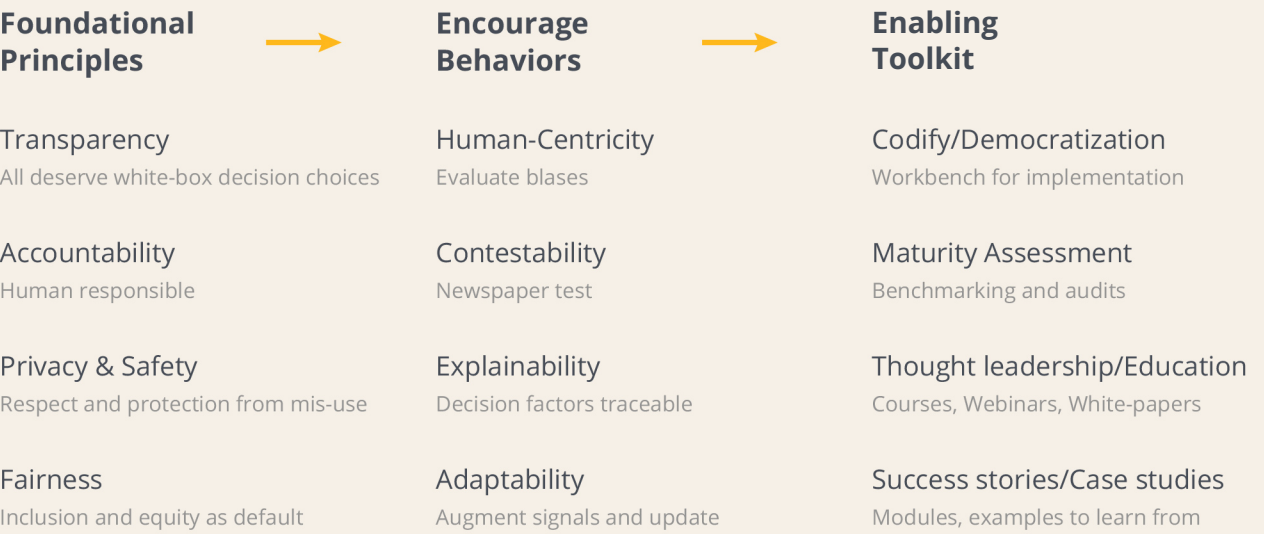 Foundational
Principles
Encourage
Behaviors
Enabling
Toolkit
Transparency
All deserve white-box decision choices
Accountability
Human responsible
Privacy & Safety
Respect and protection from mis-use
Fairness
Inclusion and equity as default
Human-Centricity
Evaluate blases
Contestability
Newspaper test
Explainability
Decision factors traceable
Adaptability
Augment signals and update
Codify/Democratization
Workbench for implementation
Maturity Assessment
Benchmarking and audits
Thought leadership/Education
Courses, Webinars, White-papers
Success stories/Case studies
Modules, examples to learn from